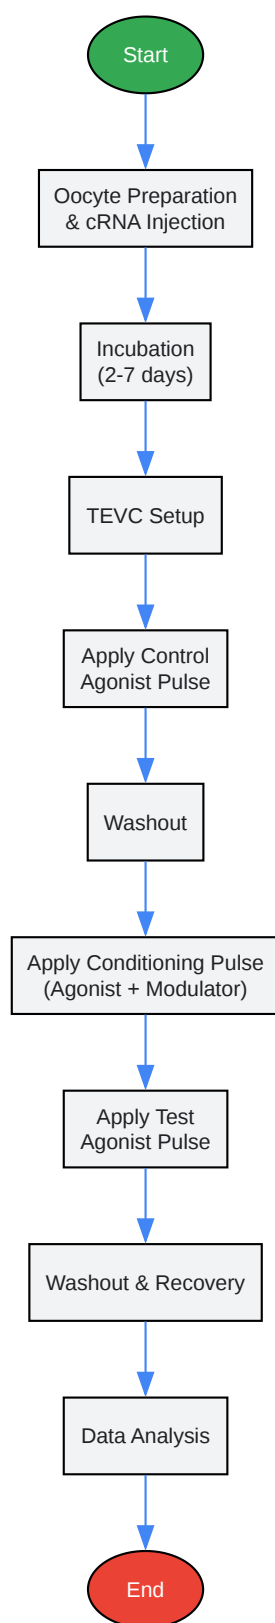 Start
Oocyte Preparation
& cRNA Injection
Incubation
(2-7 days)
TEVC Setup
Apply Control
Agonist Pulse
Washout
Apply Conditioning Pulse
(Agonist + Modulator)
Apply Test
Agonist Pulse
Washout & Recovery
Data Analysis
End